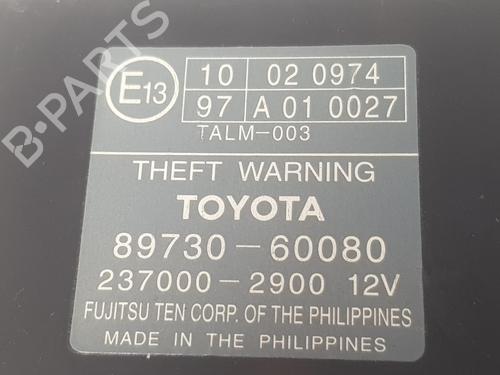 B-PARTS
E13
10 02 0974
97 A 01 0027
TALM-003
THEFT WARNING
TOYOTA
89730-60080
237000-2900 12V
FUJITSU TEN CORP. OF THE PHILIPPINES
MADE IN THE PHILIPPINES